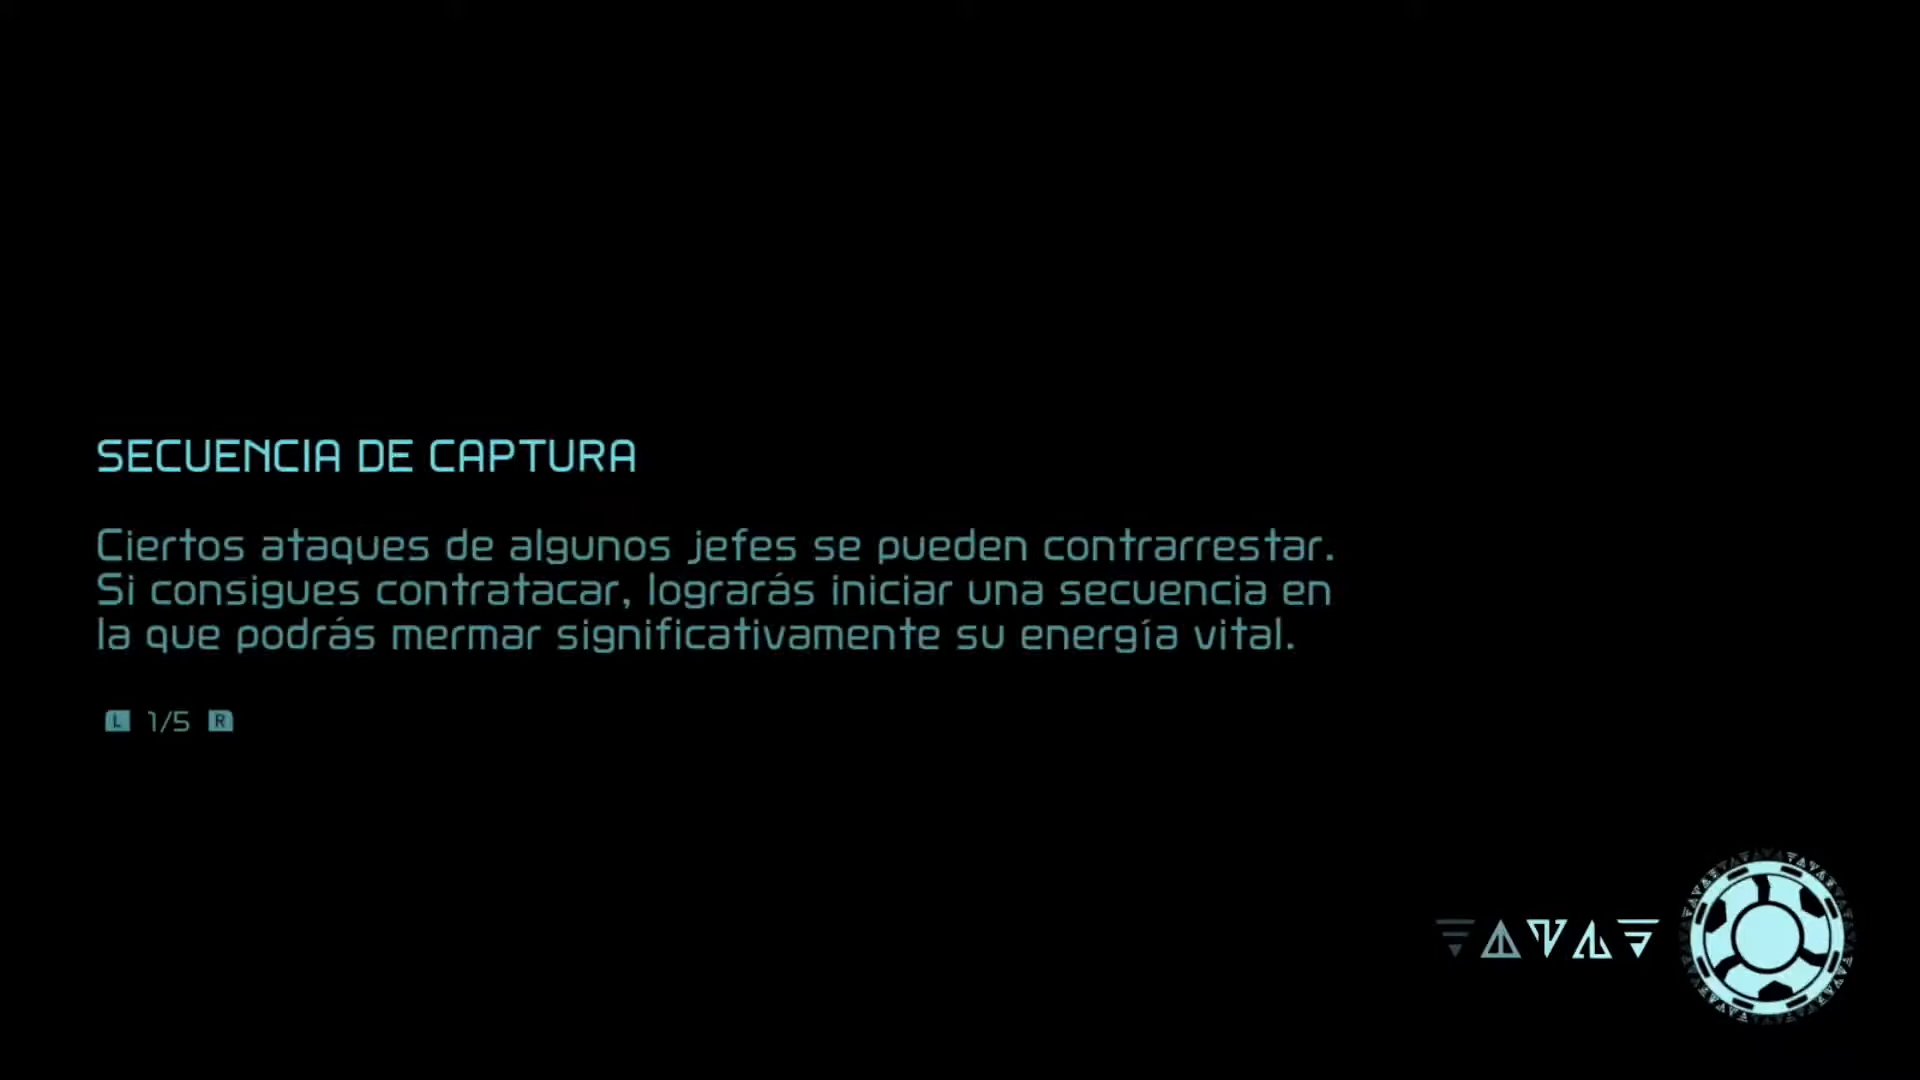 SECUENCIA DE CAPTURA
Ciertos ataques de algunos jefes se pueden contrarrestar.
Si consigues contratacar, lograrás iniciar una secuencia en
la que podrás mermar significativamente su energía vital.
L 1/5 R